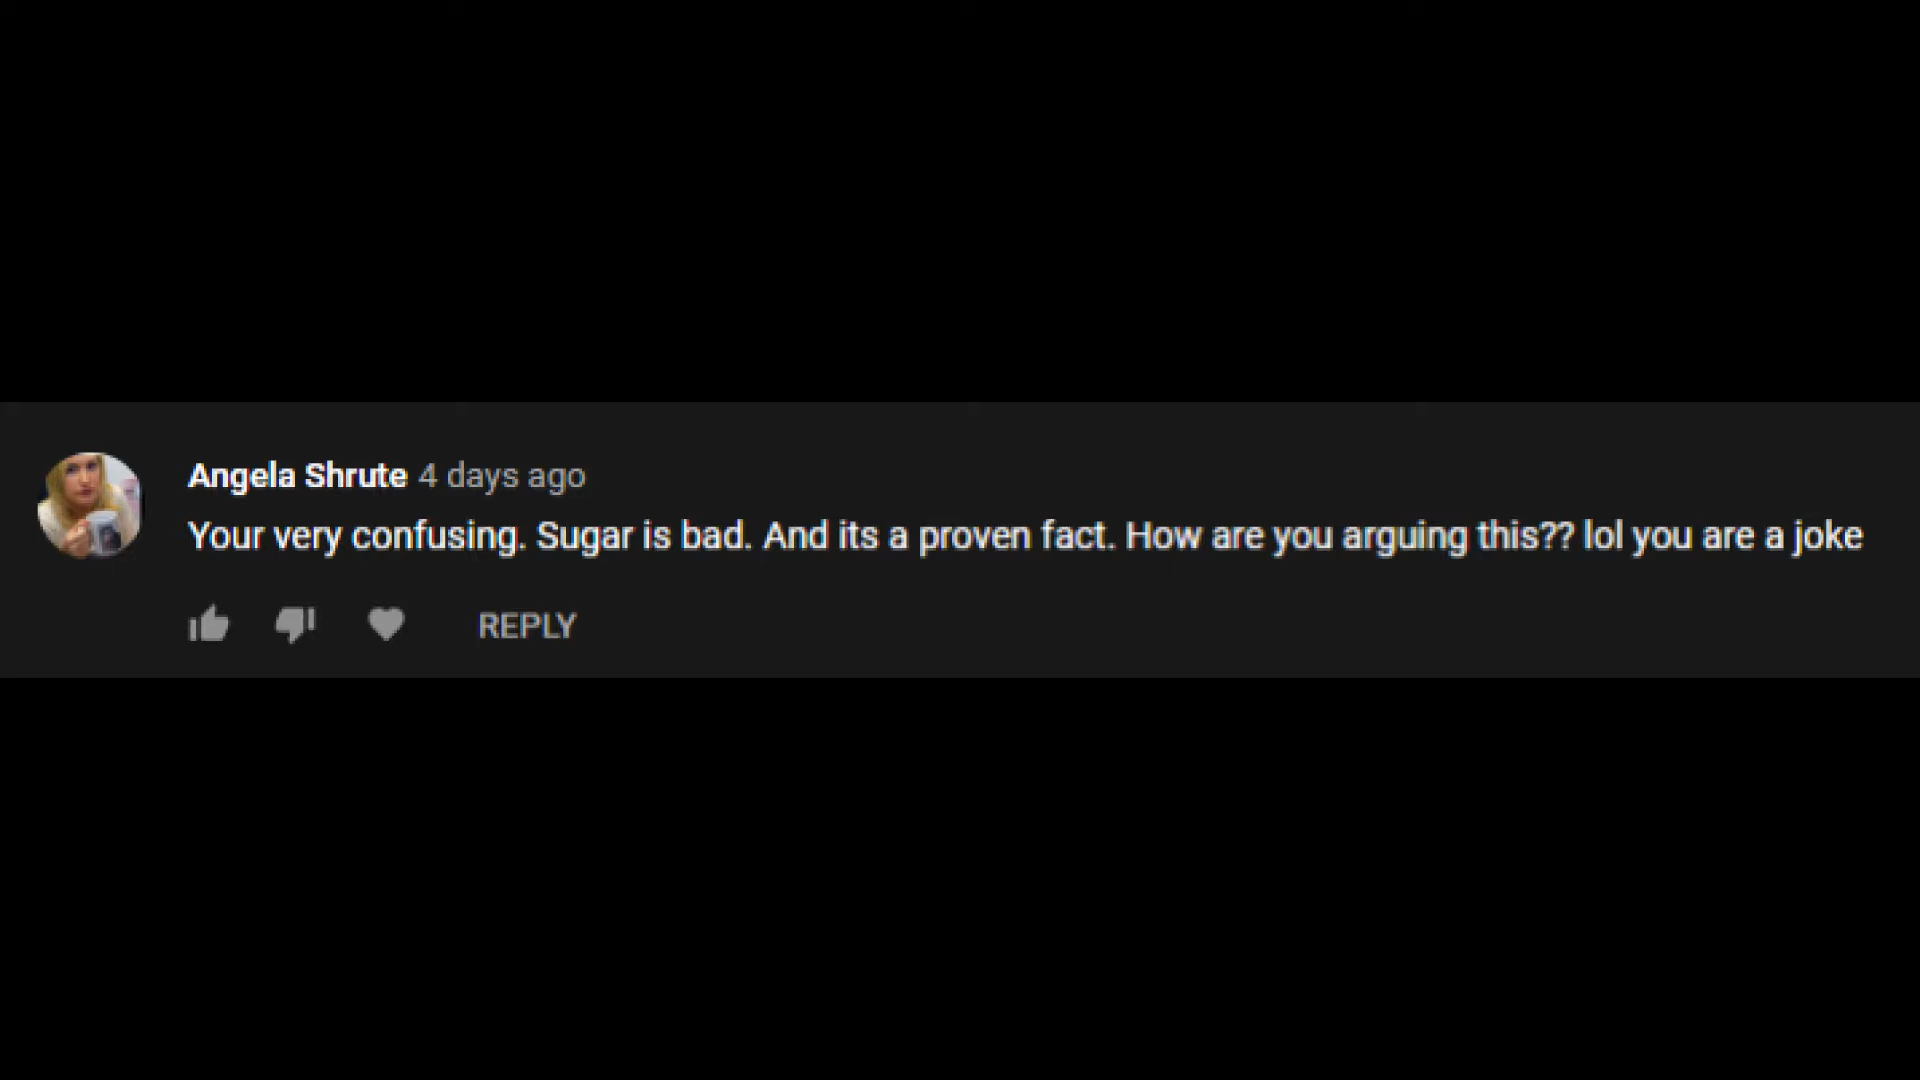 Angela Shrute 4 days ago
Your very confusing. Sugar is bad. And its a proven fact. How are you arguing this?? lol you are a joke
REPLY